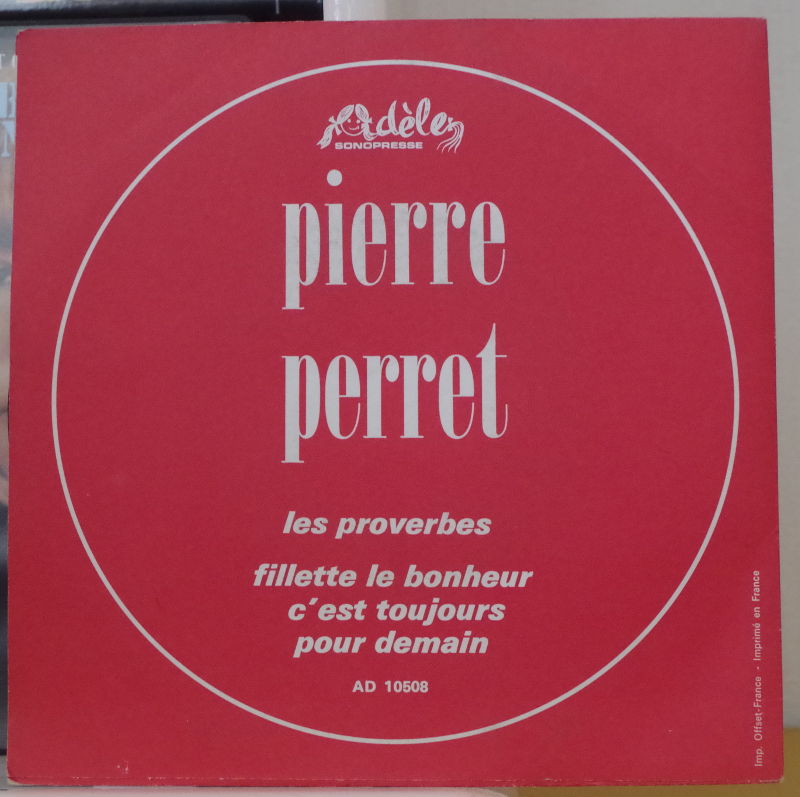 Adèle
SONOPRESSE
pierre
perret
les proverbes
fillette le bonheur
c'est toujours
pour demain
AD 10508
Imp. Offset-France - Imprimé en France